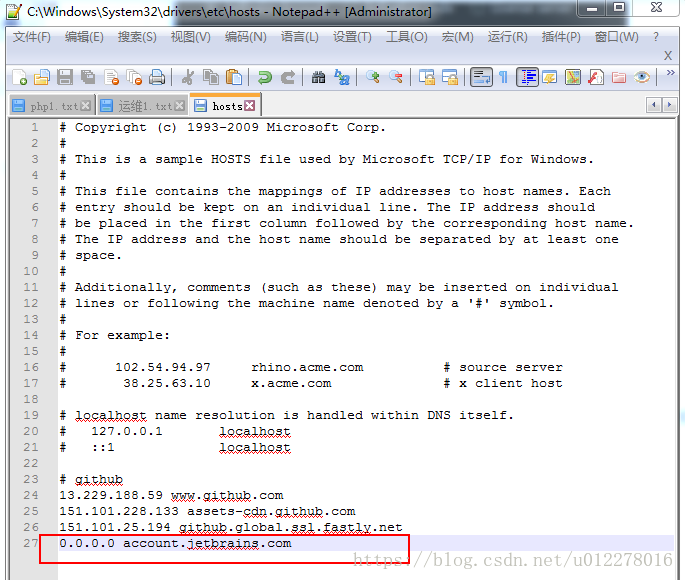 C:\Windows\System32\drivers\etc\hosts - Notepad++ [Administrator]
文件(F) 编辑(E) 搜索(S) 视图(V) 编码(N) 语言(L) 设置(T) 工具(O) 宏(M) 运行(R) 插件(P) 窗口(W) ?
X
php1.txt 运维1.txt hosts
1 # Copyright (c) 1993-2009 Microsoft Corp.
2 #
3 # This is a sample HOSTS file used by Microsoft TCP/IP for Windows.
4 #
5 # This file contains the mappings of IP addresses to host names. Each
6 # entry should be kept on an individual line. The IP address should
7 # be placed in the first column followed by the corresponding host name.
8 # The IP address and the host name should be separated by at least one
9 # space.
10 #
11 # Additionally, comments (such as these) may be inserted on individual
12 # lines or following the machine name denoted by a '#' symbol.
13 #
14 # For example:
15 #
16 # 102.54.94.97 rhino.acme.com # source server
17 # 38.25.63.10 x.acme.com # x client host
18
19 # localhost name resolution is handled within DNS itself.
20 # 127.0.0.1 localhost
21 # ::1 localhost
22
23 # github
24 13.229.188.59 www.github.com
25 151.101.228.133 assets-cdn.github.com
26 151.101.25.194 github.global.ssl.fastly.net
27 0.0.0.0 account.jetbrains.com
https://blog.csdn.net/u012278016